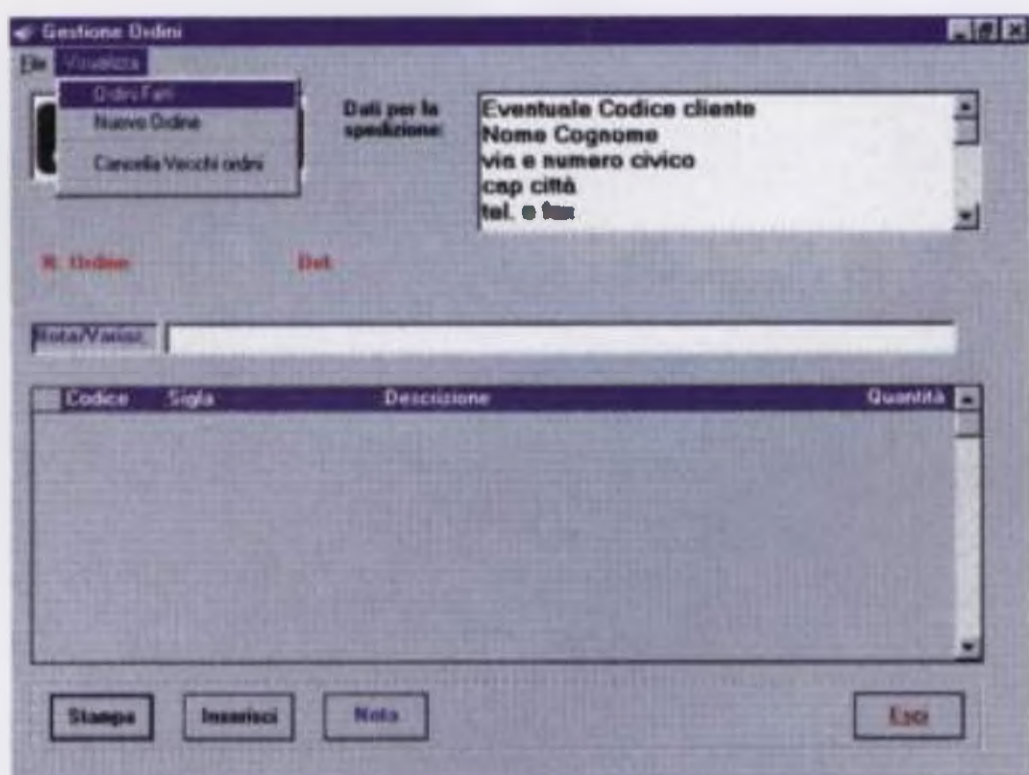 Gestione Ordini
File Visualizza
Ordini Fatti
Nuovo Ordine
Cancella Vecchi ordini
Dati per la
spedizione:
Eventuale Codice cliente
Nome Cognome
via e numero civico
cap città
tel. e fax
N. Ordine Del
Nota/Variaz.
Codice Sigla Descrizione Quantità
Stampa Inserisci Nota Esci